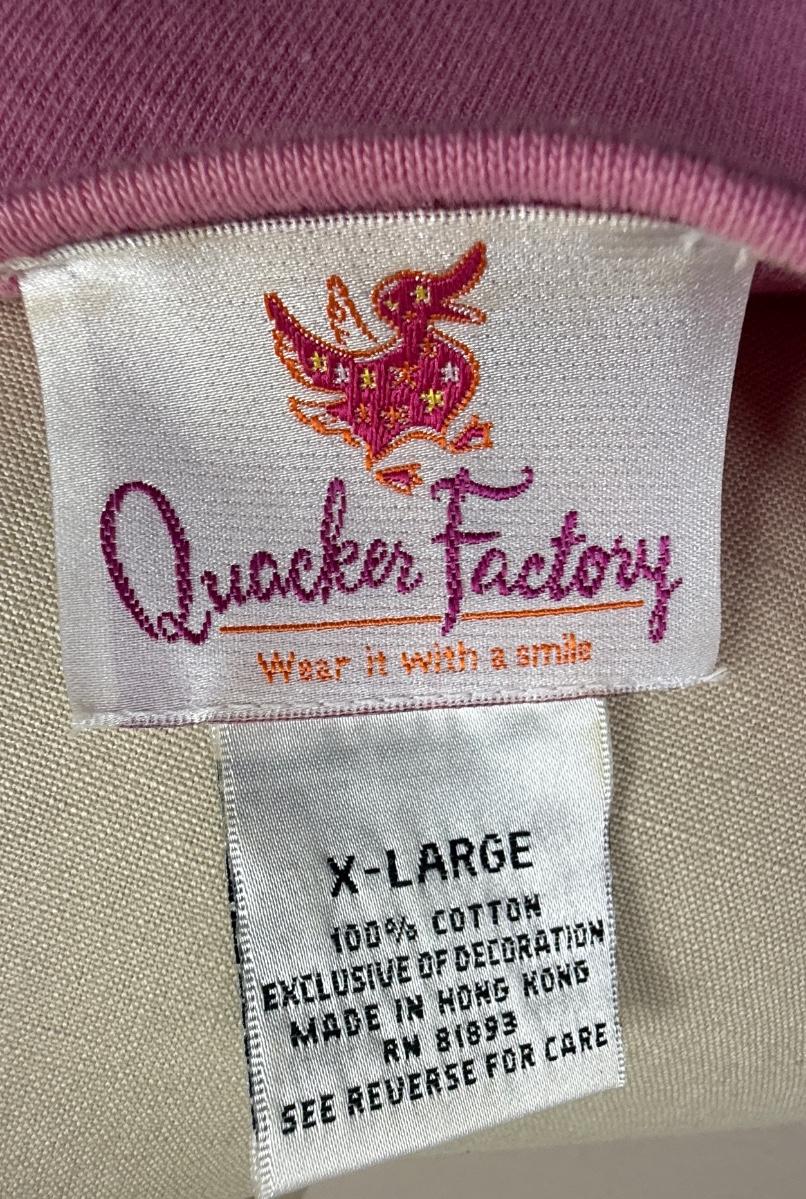 Quacker Factory
Wear it with a smile
X-LARGE
100% COTTON
EXCLUSIVE OF DECORATION
MADE IN HONG KONG
RN 81893
SEE REVERSE FOR CARE